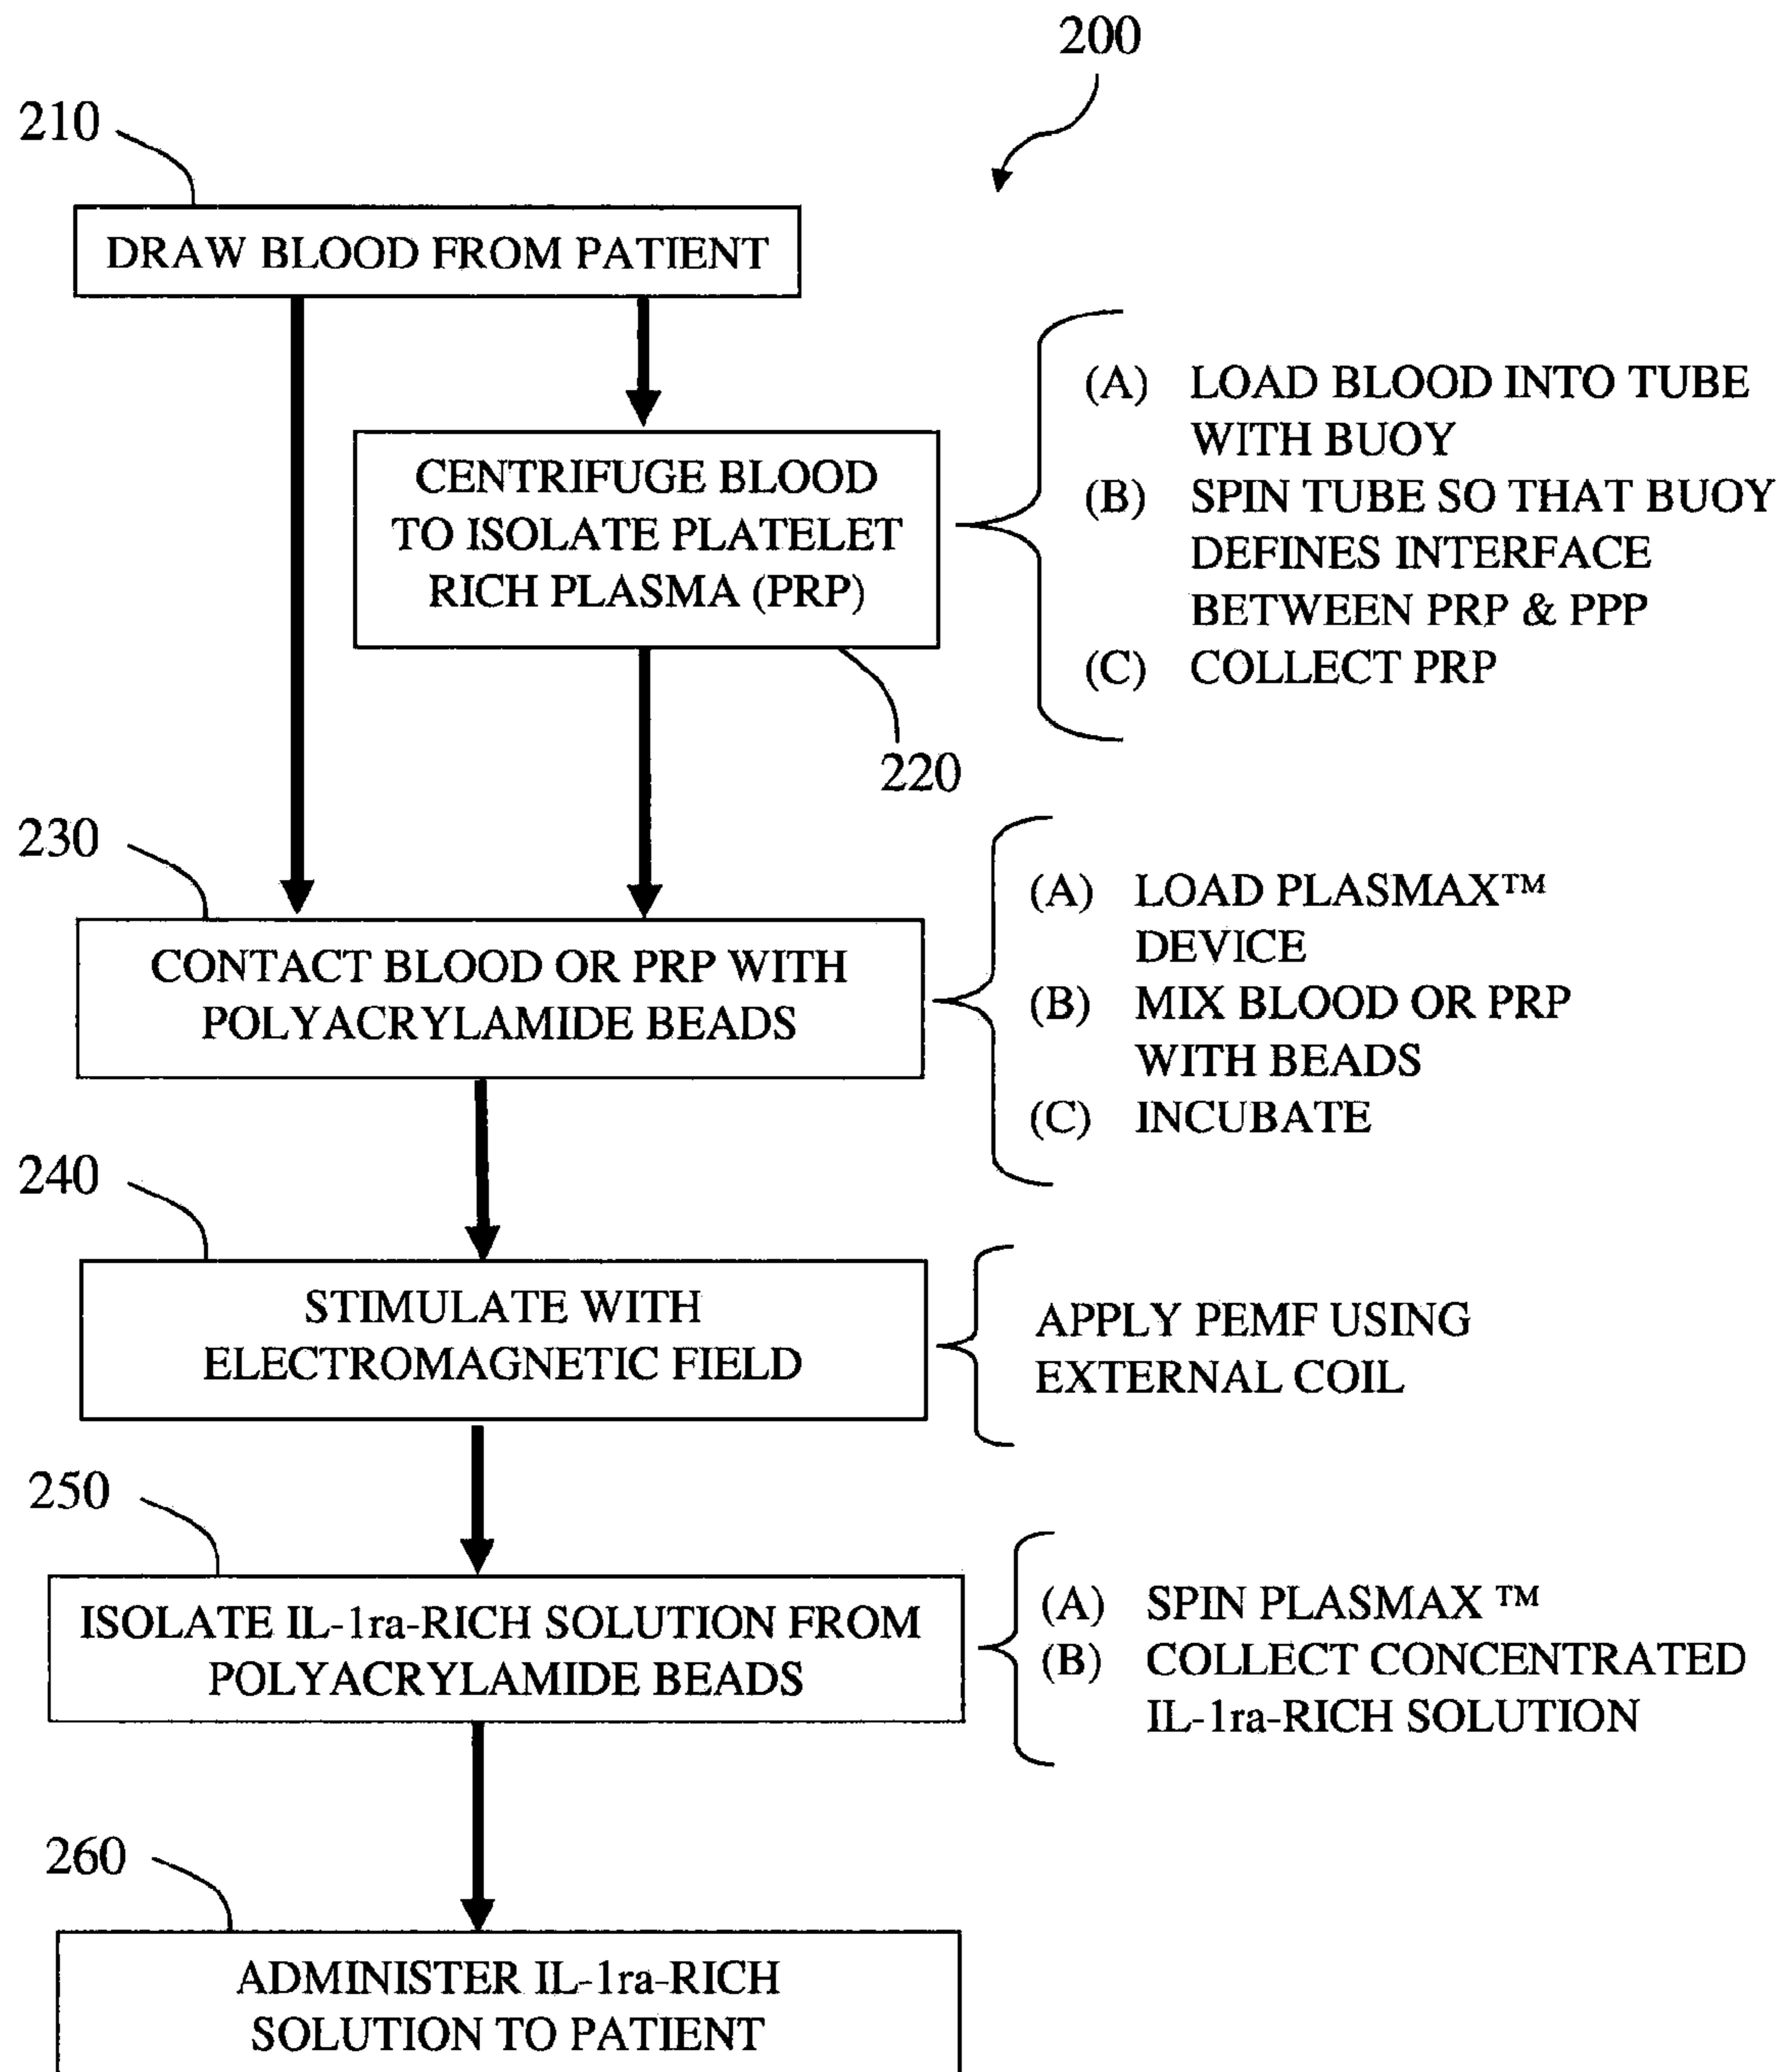 200
210
DRAW BLOOD FROM PATIENT
CENTRIFUGE BLOOD
TO ISOLATE PLATELET
RICH PLASMA (PRP)
(A) LOAD BLOOD INTO TUBE
WITH BUOY
(B) SPIN TUBE SO THAT BUOY
DEFINES INTERFACE
BETWEEN PRP & PPP
(C) COLLECT PRP
220
230
CONTACT BLOOD OR PRP WITH
POLYACRYLAMIDE BEADS
(A) LOAD PLASMAX™
DEVICE
(B) MIX BLOOD OR PRP
WITH BEADS
(C) INCUBATE
240
STIMULATE WITH
ELECTROMAGNETIC FIELD
APPLY PEMF USING
EXTERNAL COIL
250
ISOLATE IL-1ra-RICH SOLUTION FROM
POLYACRYLAMIDE BEADS
(A) SPIN PLASMAX ™
(B) COLLECT CONCENTRATED
IL-1ra-RICH SOLUTION
260
ADMINISTER IL-1ra-RICH
SOLUTION TO PATIENT